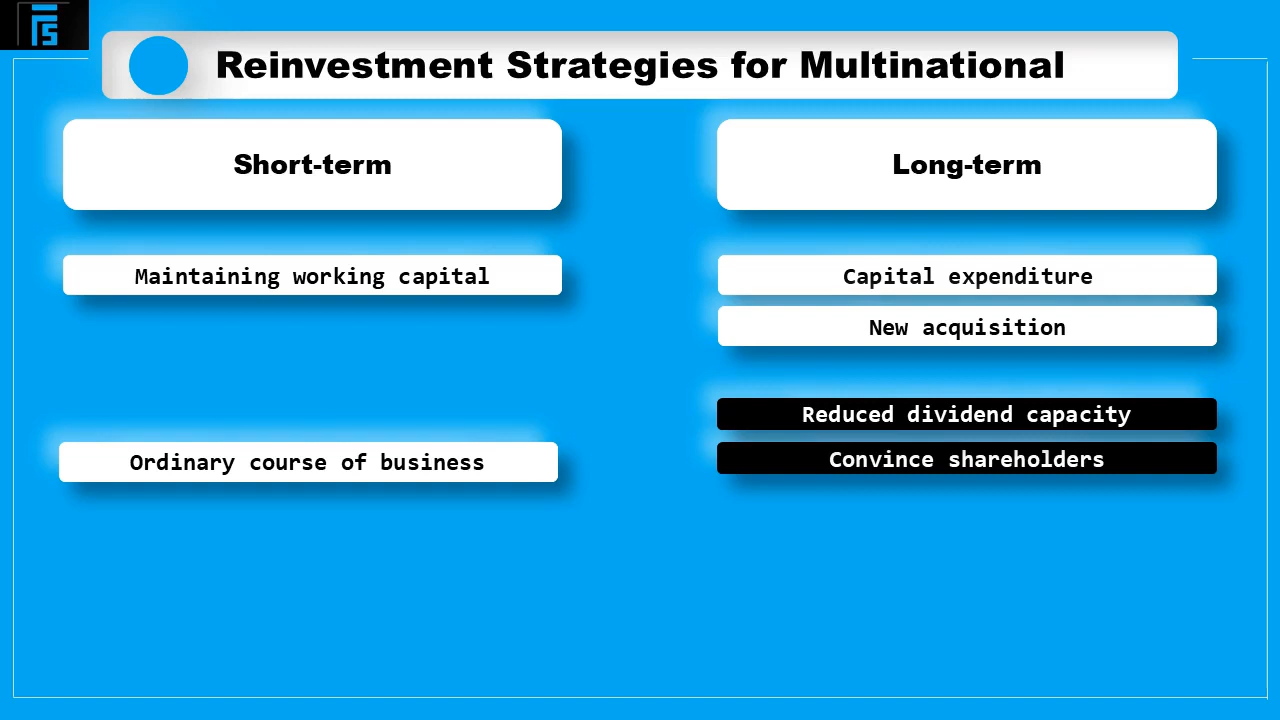 FFS
Reinvestment Strategies for Multinational
Short-term
Maintaining working capital
Ordinary course of business
Long-term
Capital expenditure
New acquisition
Reduced dividend capacity
Convince shareholders